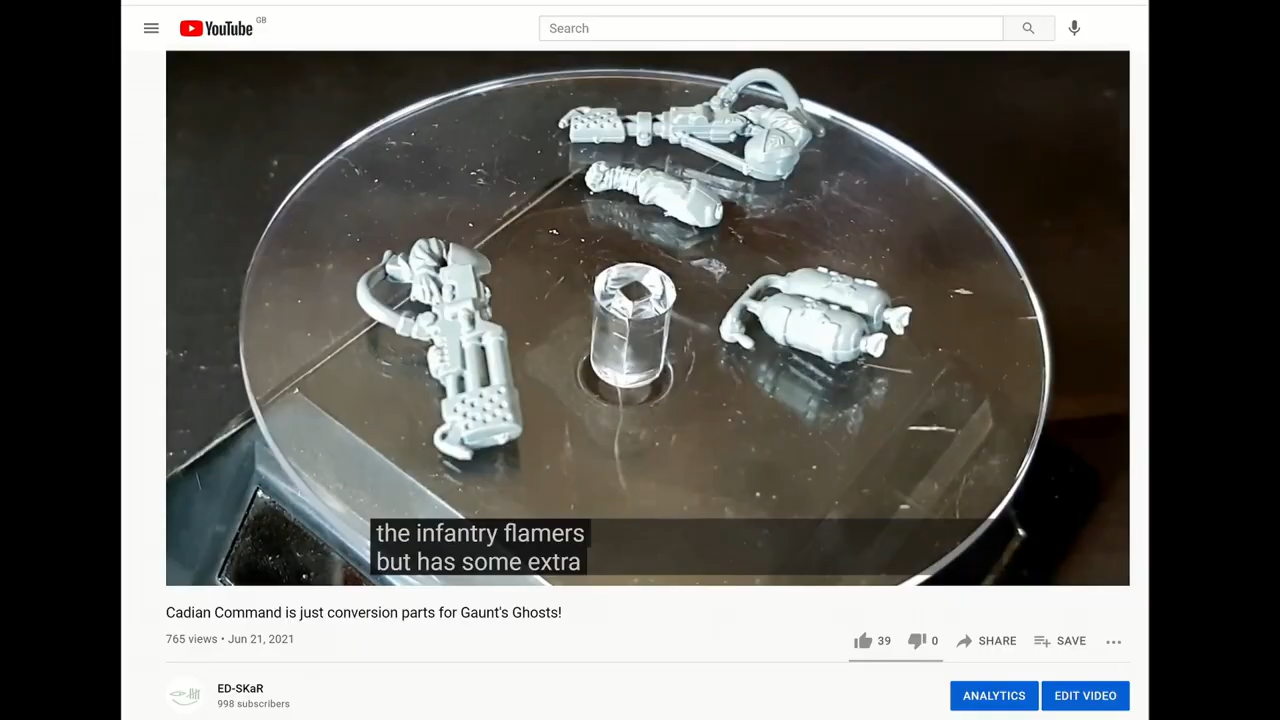 YouTube GB
Search
the infantry flamers
but has some extra
Cadian Command is just conversion parts for Gaunt's Ghosts!
765 views • Jun 21, 2021
39 0 SHARE SAVE ...
ED-SKaR
998 subscribers
ANALYTICS EDIT VIDEO